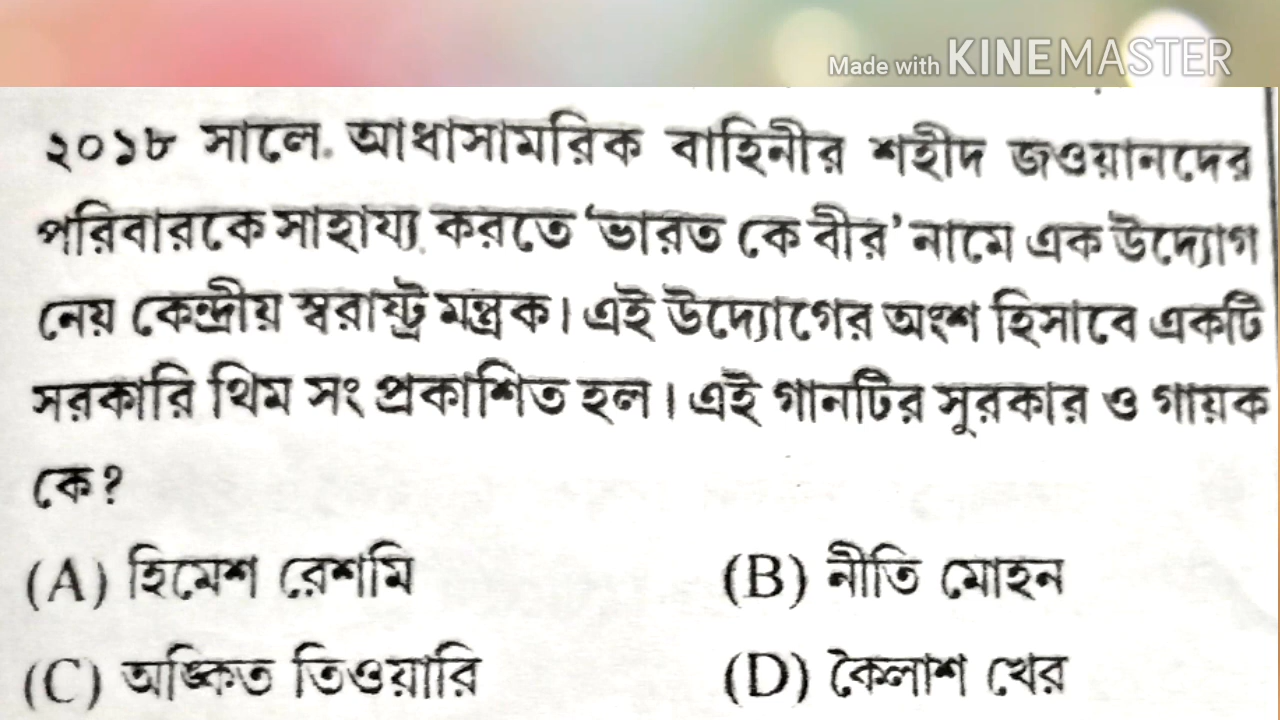 Made with KINEMASTER
২০১৮ সালে. আধাসামরিক বাহিনীর শহীদ জওয়ানদের
পরিবারকে সাহায্য করতে ‘ভারত কে বীর’ নামে এক উদ্যোগ
নেয় কেন্দ্রীয় স্বরাষ্ট্র মন্ত্রক। এই উদ্যোগের অংশ হিসাবে একটি
সরকারি থিম সং প্রকাশিত হল। এই গানটির সুরকার ও গায়ক
কে?
(A) হিমেশ রেশমি (B) নীতি মোহন
(C) অঙ্কিত তিওয়ারি (D) কৈলাশ খের